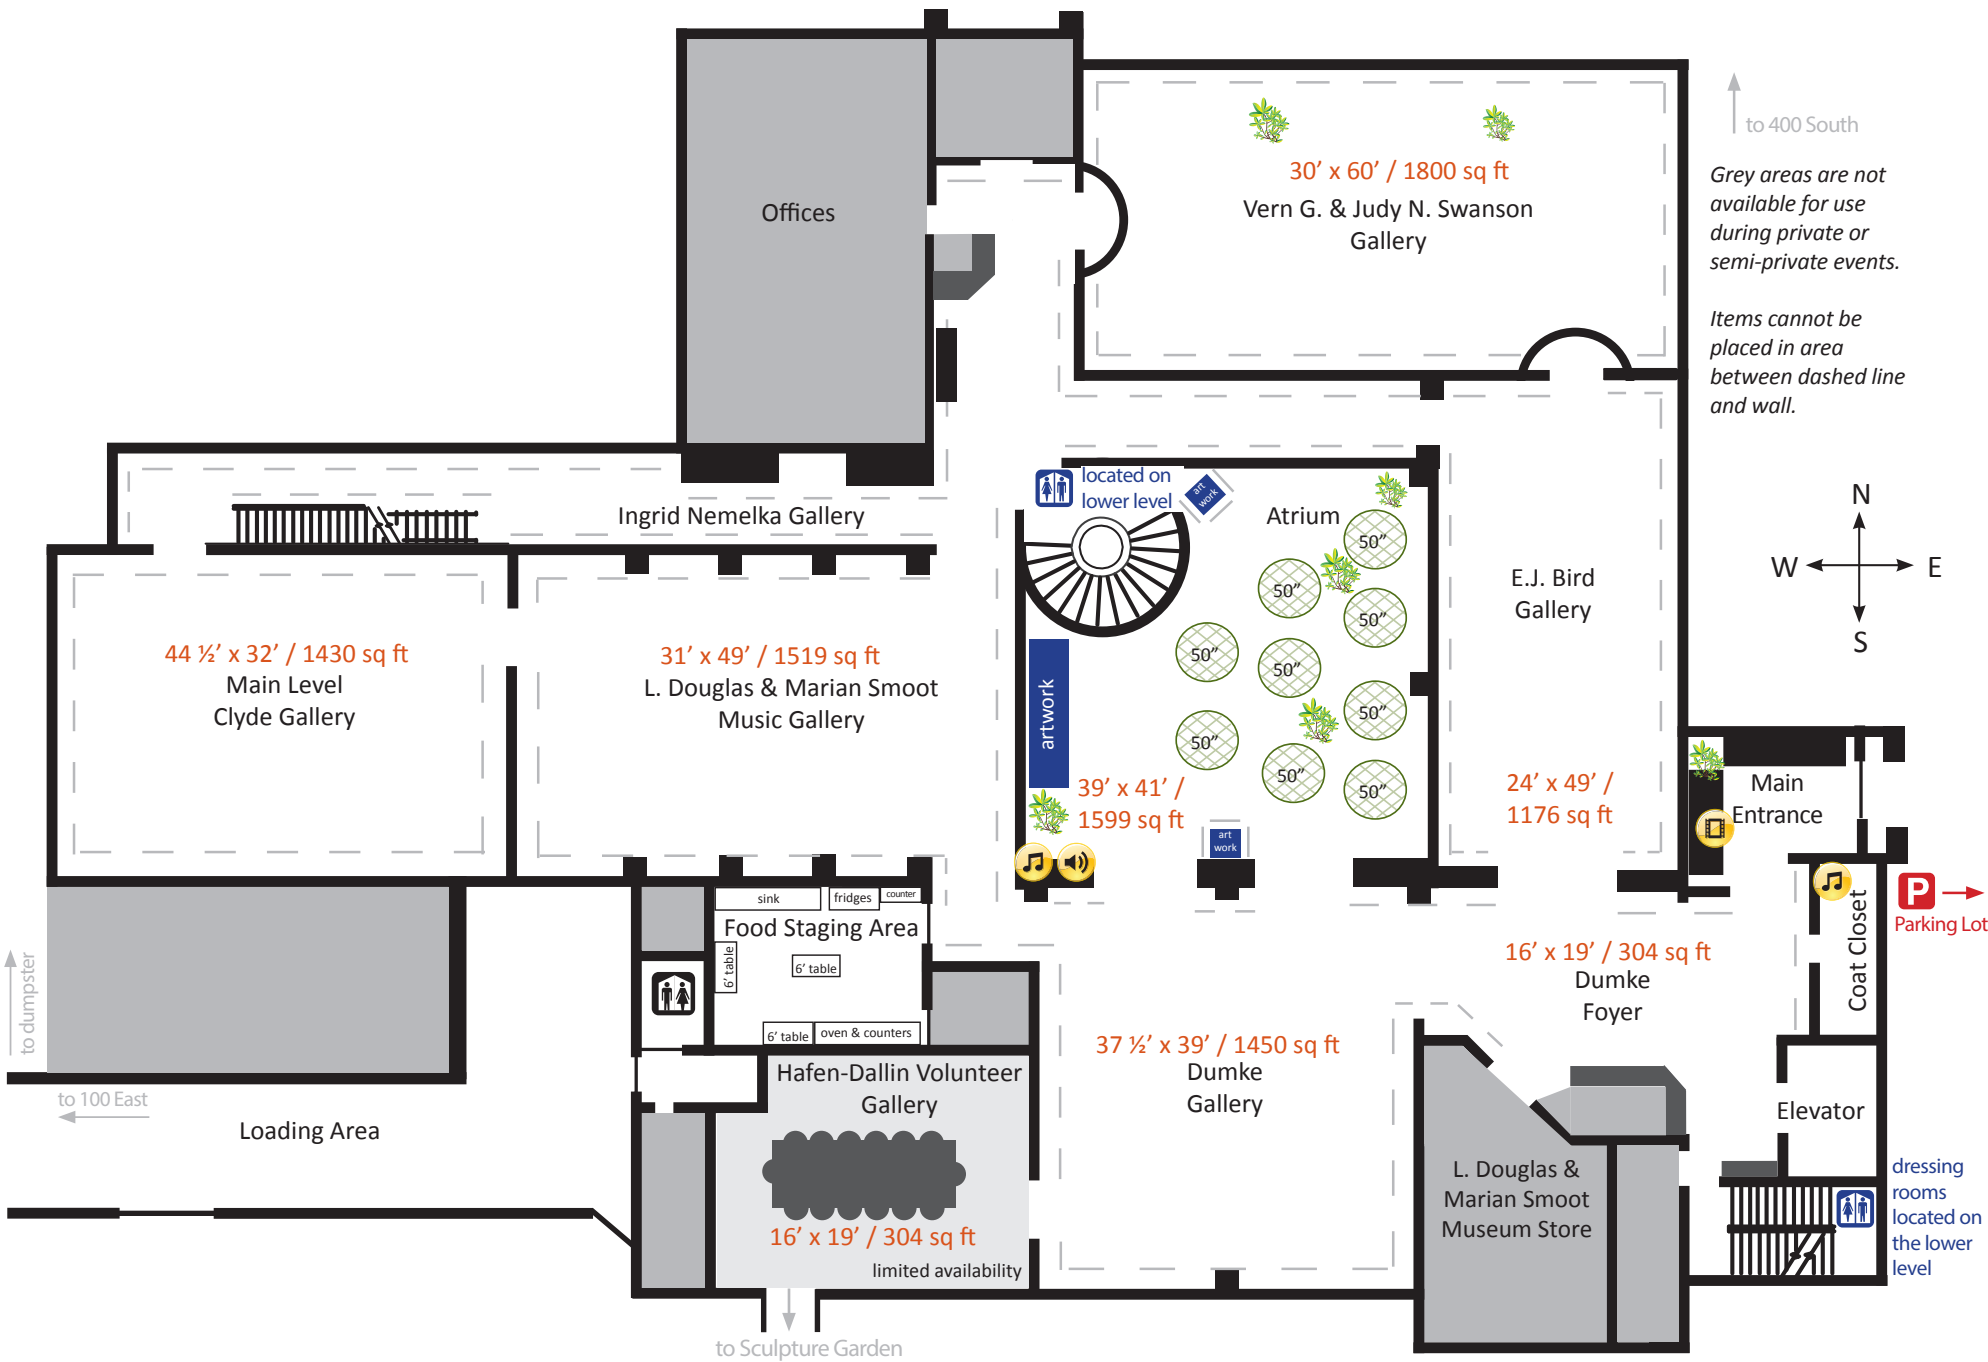 to 400 South
Grey areas are not
available for use
during private or
semi-private events.
Items cannot be
placed in area
between dashed line
and wall.
30’ x 60’ / 1800 sq ft
Vern G. & Judy N. Swanson
Gallery
Offices
located on
lower level
art
work
Atrium
Ingrid Nemelka Gallery
50”
50”
50”
50”
50”
50”
50”
50”
50”
E.J. Bird
Gallery
N
W
E
S
44 ½’ x 32’ / 1430 sq ft
Main Level
Clyde Gallery
31’ x 49’ / 1519 sq ft
L. Douglas & Marian Smoot
Music Gallery
artwork
39’ x 41’ /
1599 sq ft
art
work
24’ x 49’ /
1176 sq ft
Main
Entrance
P
Parking Lot
Coat Closet
sink
fridges
counter
Food Staging Area
6’ table
6’ table
6’ table
oven & counters
16’ x 19’ / 304 sq ft
Dumke
Foyer
to dumpster
to 100 East
Loading Area
Hafen-Dallin Volunteer
Gallery
16’ x 19’ / 304 sq ft
limited availability
37 ½’ x 39’ / 1450 sq ft
Dumke
Gallery
Elevator
L. Douglas &
Marian Smoot
Museum Store
dressing
rooms
located on
the lower
level
to Sculpture Garden